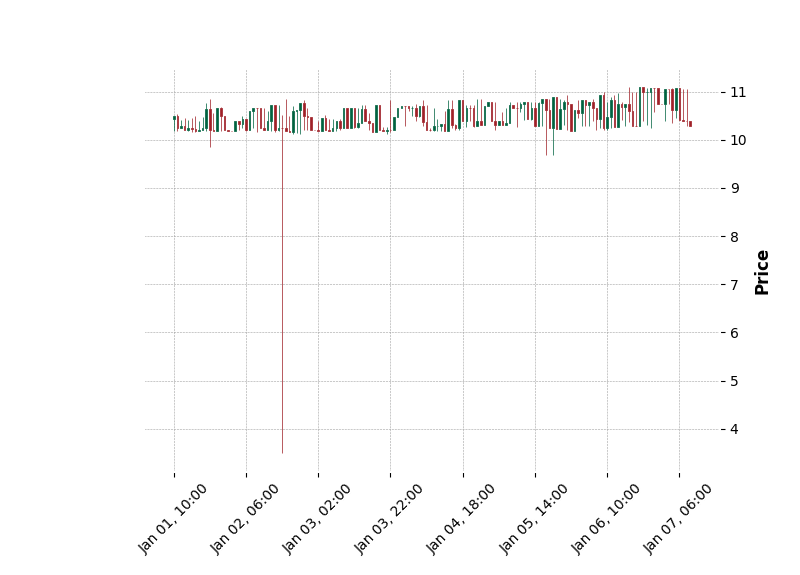 11
10
9
8
7
6
5
4
Price
Jan 01, 10:00
Jan 02, 06:00
Jan 03, 02:00
Jan 03, 22:00
Jan 04, 18:00
Jan 05, 14:00
Jan 06, 10:00
Jan 07, 06:00